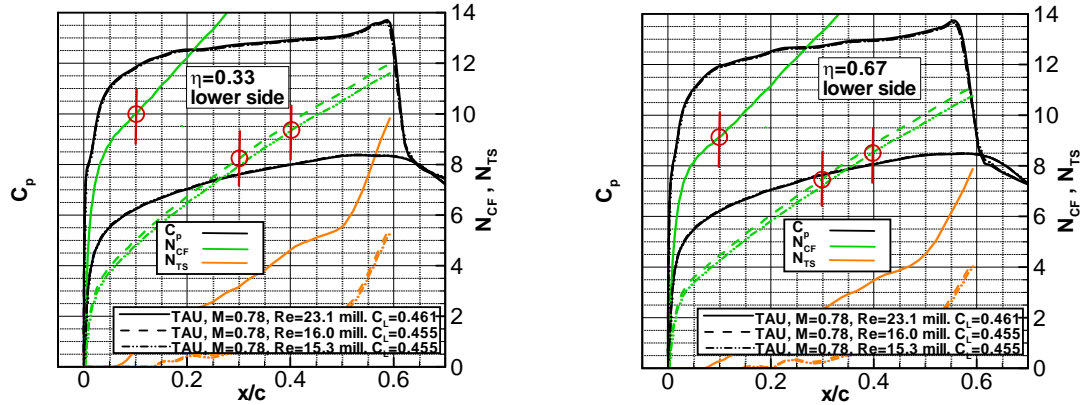 14
12
10
8
6
4
2
0
N_CF , N_TS
C_p
η=0.33
lower side
C_p
N_CF
N_TS
TAU, M=0.78, Re=23.1 mill. C_L=0.461
TAU, M=0.78, Re=16.0 mill. C_L=0.455
TAU, M=0.78, Re=15.3 mill. C_L=0.455
0 0.2 0.4 0.6
x/c
14
12
10
8
6
4
2
0
N_CF , N_TS
C_p
η=0.67
lower side
C_p
N_CF
N_TS
TAU, M=0.78, Re=23.1 mill. C_L=0.461
TAU, M=0.78, Re=16.0 mill. C_L=0.455
TAU, M=0.78, Re=15.3 mill. C_L=0.455
0 0.2 0.4 0.6
x/c